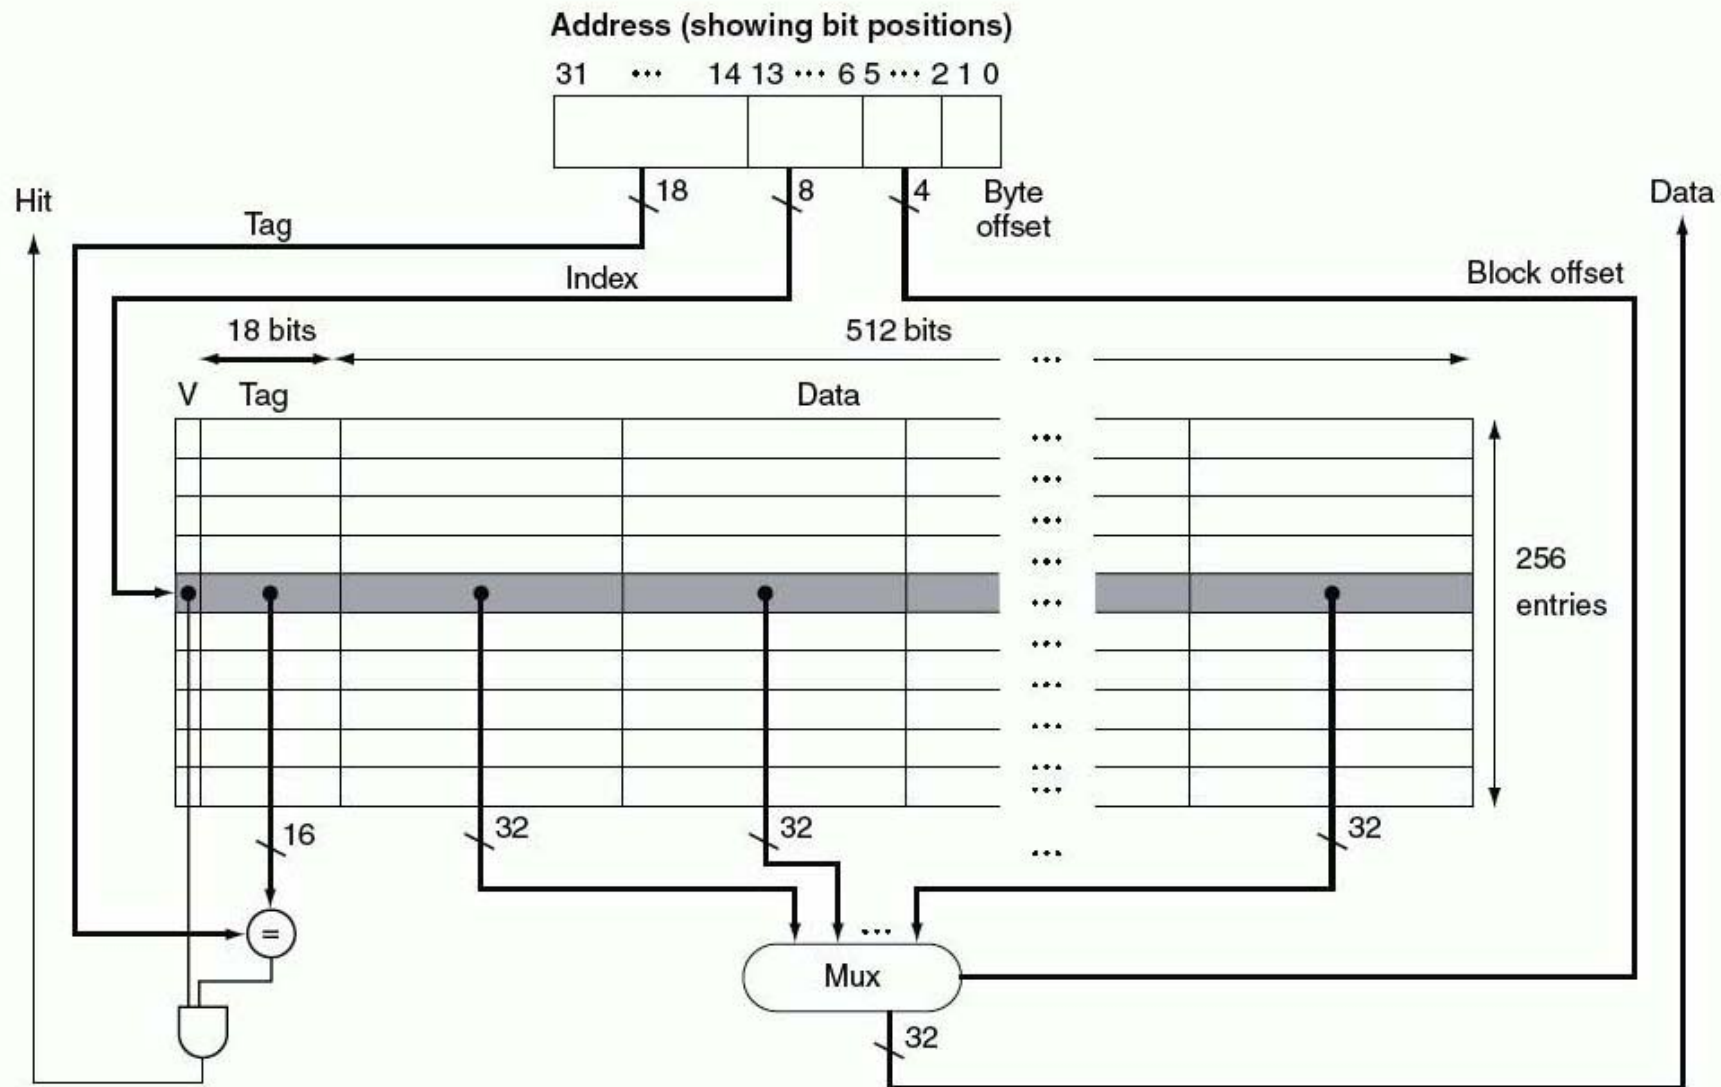 Address (showing bit positions)
31 ••• 14 13 ••• 6 5 ••• 2 1 0
18 8 4 Byte offset
Hit
Data
Tag
Index
Block offset
18 bits
512 bits
•••
V Tag Data
•••
•••
•••
•••
•••
•••
•••
•••
•••
•••
256
entries
16 32 32 ••• 32
=
•••
Mux
32